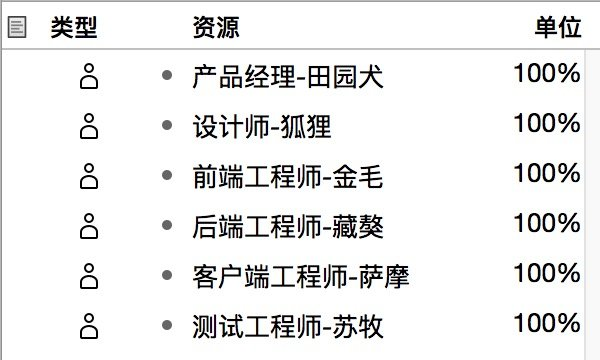 类型 资源 单位
产品经理-田园犬 100%
设计师-狐狸 100%
前端工程师-金毛 100%
后端工程师-藏獒 100%
客户端工程师-萨摩 100%
测试工程师-苏牧 100%